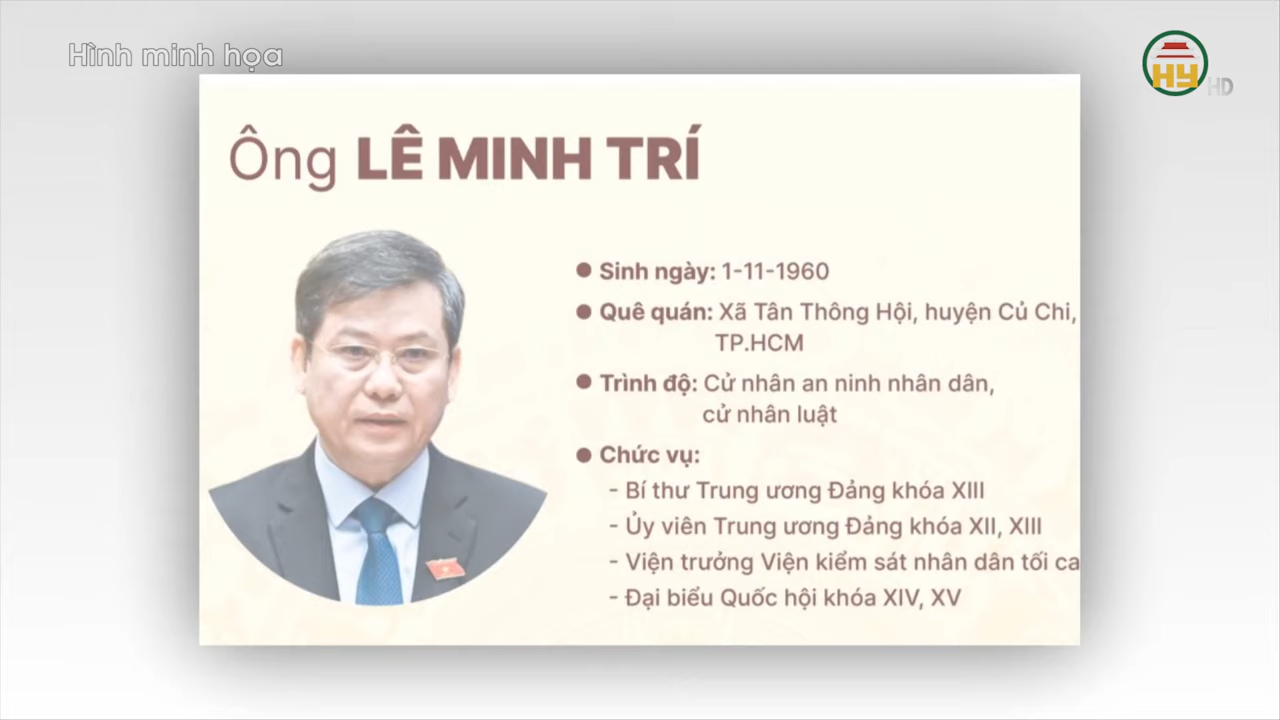 Hình minh họa
HY HD
Ông LÊ MINH TRÍ
Sinh ngày: 1-11-1960
Quê quán: Xã Tân Thông Hội, huyện Củ Chi,
TP.HCM
Trình độ: Cử nhân an ninh nhân dân,
cử nhân luật
Chức vụ:
- Bí thư Trung ương Đảng khóa XIII
- Ủy viên Trung ương Đảng khóa XII, XIII
- Viện trưởng Viện kiểm sát nhân dân tối ca
- Đại biểu Quốc hội khóa XIV, XV